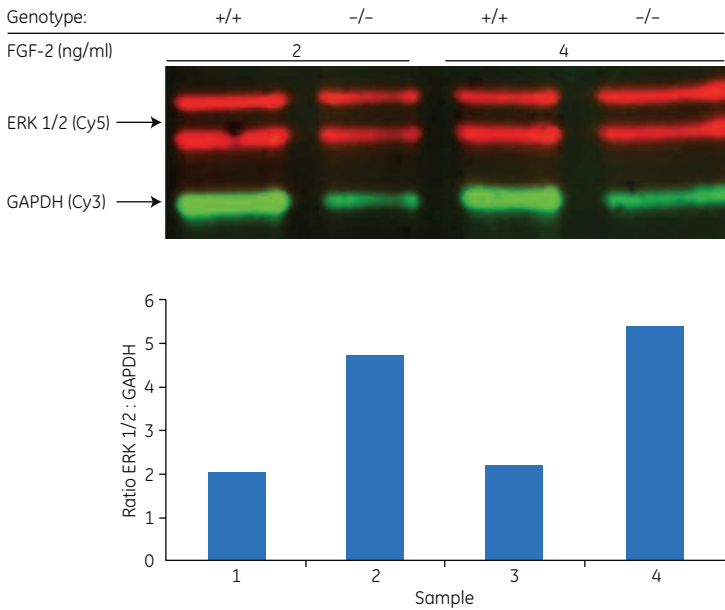 Genotype: +/+ –/– +/+ –/–
FGF-2 (ng/ml) 2 4
ERK 1/2 (Cy5)
GAPDH (Cy3)
6
5
4
3
2
1
0
Ratio ERK 1/2 : GAPDH
1 2 3 4
Sample